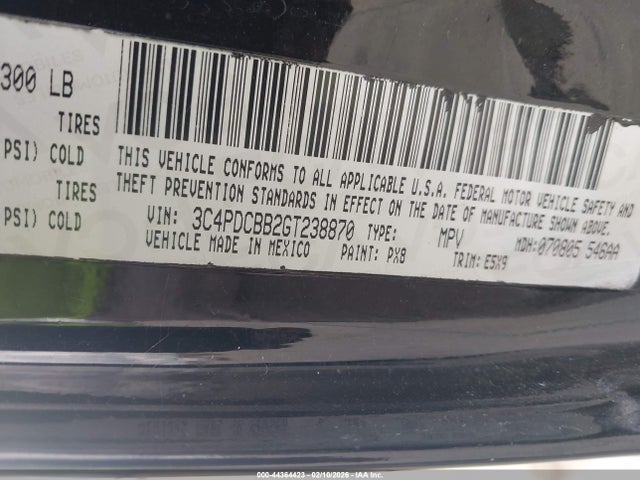 300 LB
TIRES
PSI) COLD
TIRES
PSI) COLD
THIS VEHICLE CONFORMS TO ALL APPLICABLE U.S.A. FEDERAL MOTOR VEHICLE SAFETY AND
THEFT PREVENTION STANDARDS IN EFFECT ON THE DATE OF MANUFACTURE SHOWN ABOVE.
VIN: 3C4PDCBB2GT238870 TYPE: MPV MDH:070805 548AA
VEHICLE MADE IN MEXICO PAINT: PX8 TRIM: E5X9
000-44364423 - 02/10/2026 - IAA Inc.